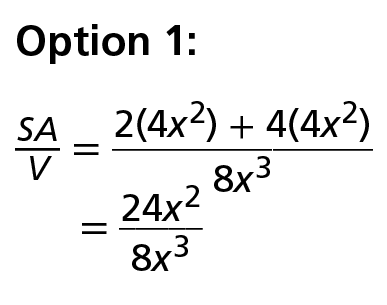 Option 1:
SA/V = (2(4x²) + 4(4x²))/(8x³)
= 24x²/8x³